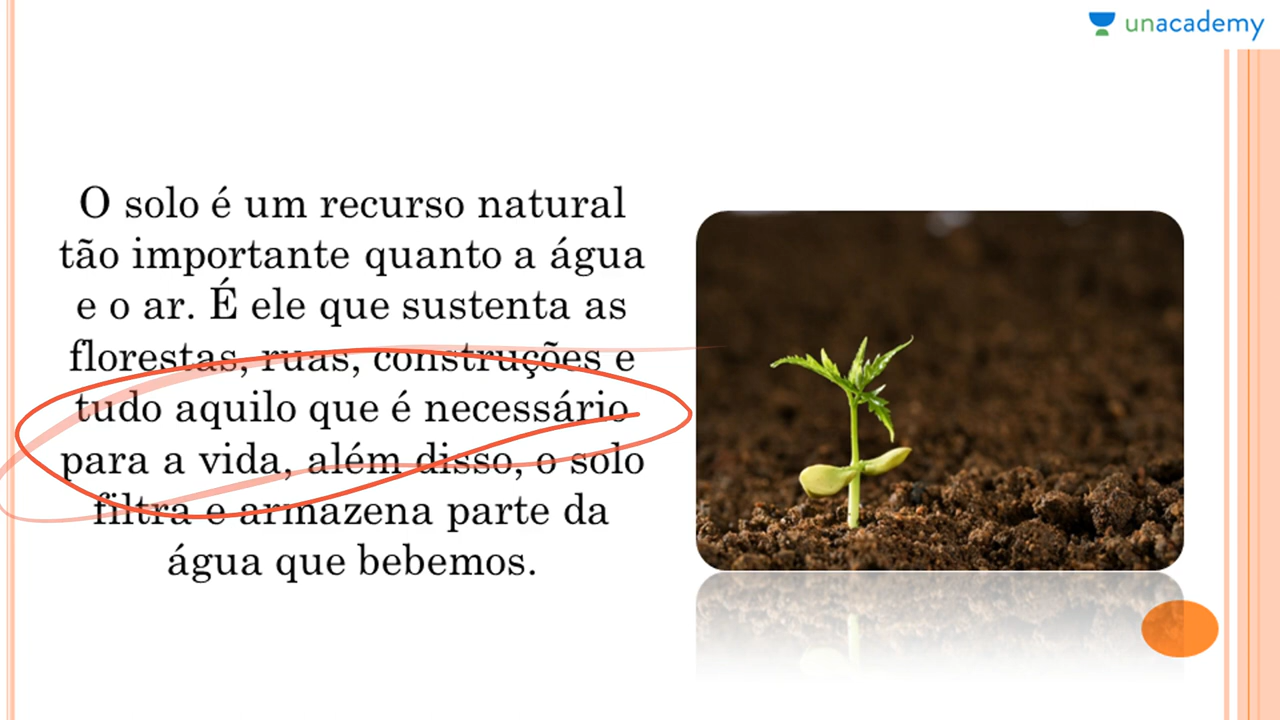 unacademy
O solo é um recurso natural
tão importante quanto a água
e o ar. É ele que sustenta as
florestas, ruas, construções e
tudo aquilo que é necessário
para a vida, além disso, o solo
filtra e armazena parte da
água que bebemos.